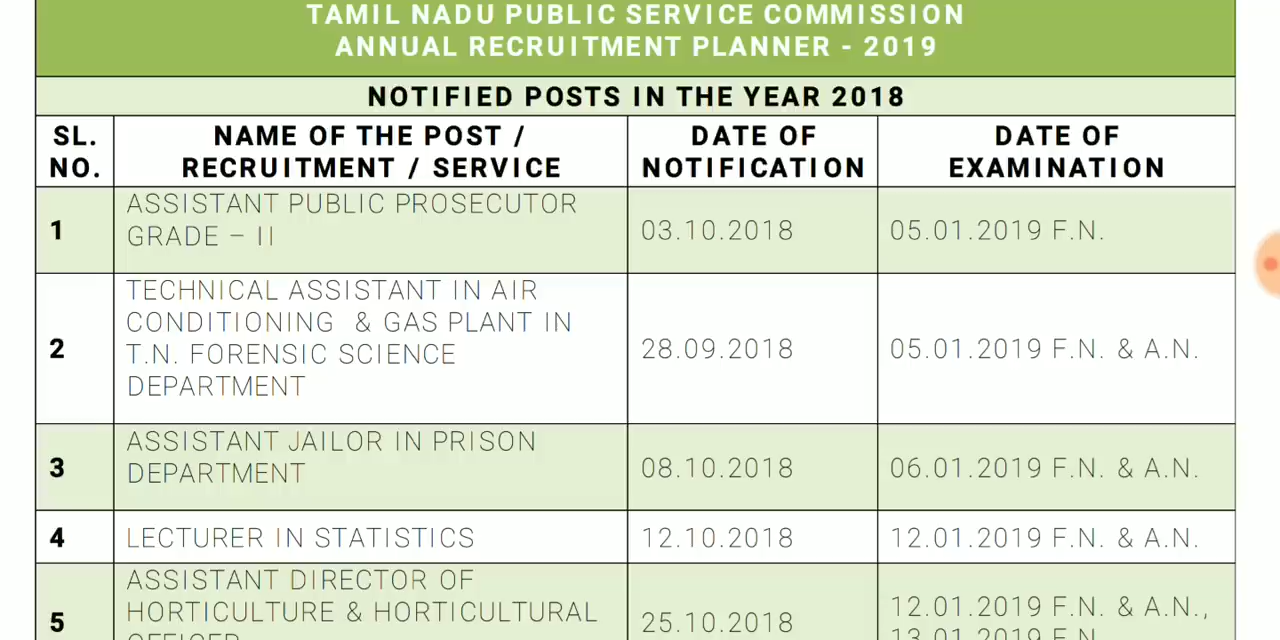 TAMIL NADU PUBLIC SERVICE COMMISSION
ANNUAL RECRUITMENT PLANNER - 2019
NOTIFIED POSTS IN THE YEAR 2018
SL. NO.
NAME OF THE POST / RECRUITMENT / SERVICE
DATE OF NOTIFICATION
DATE OF EXAMINATION
1
ASSISTANT PUBLIC PROSECUTOR
GRADE – II
03.10.2018
05.01.2019 F.N.
2
TECHNICAL ASSISTANT IN AIR
CONDITIONING & GAS PLANT IN
T.N. FORENSIC SCIENCE
DEPARTMENT
28.09.2018
05.01.2019 F.N. & A.N.
3
ASSISTANT JAILOR IN PRISON
DEPARTMENT
08.10.2018
06.01.2019 F.N. & A.N.
4
LECTURER IN STATISTICS
12.10.2018
12.01.2019 F.N. & A.N.
5
ASSISTANT DIRECTOR OF
HORTICULTURE & HORTICULTURAL
OFFICER
25.10.2018
12.01.2019 F.N. & A.N.,
13.01.2019 F.N.